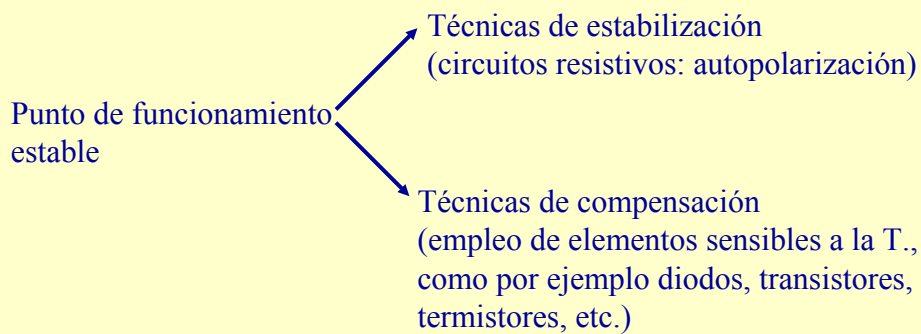 Técnicas de estabilización
(circuitos resistivos: autopolarización)
Punto de funcionamiento
estable
Técnicas de compensación
(empleo de elementos sensibles a la T.,
como por ejemplo diodos, transistores,
termistores, etc.)